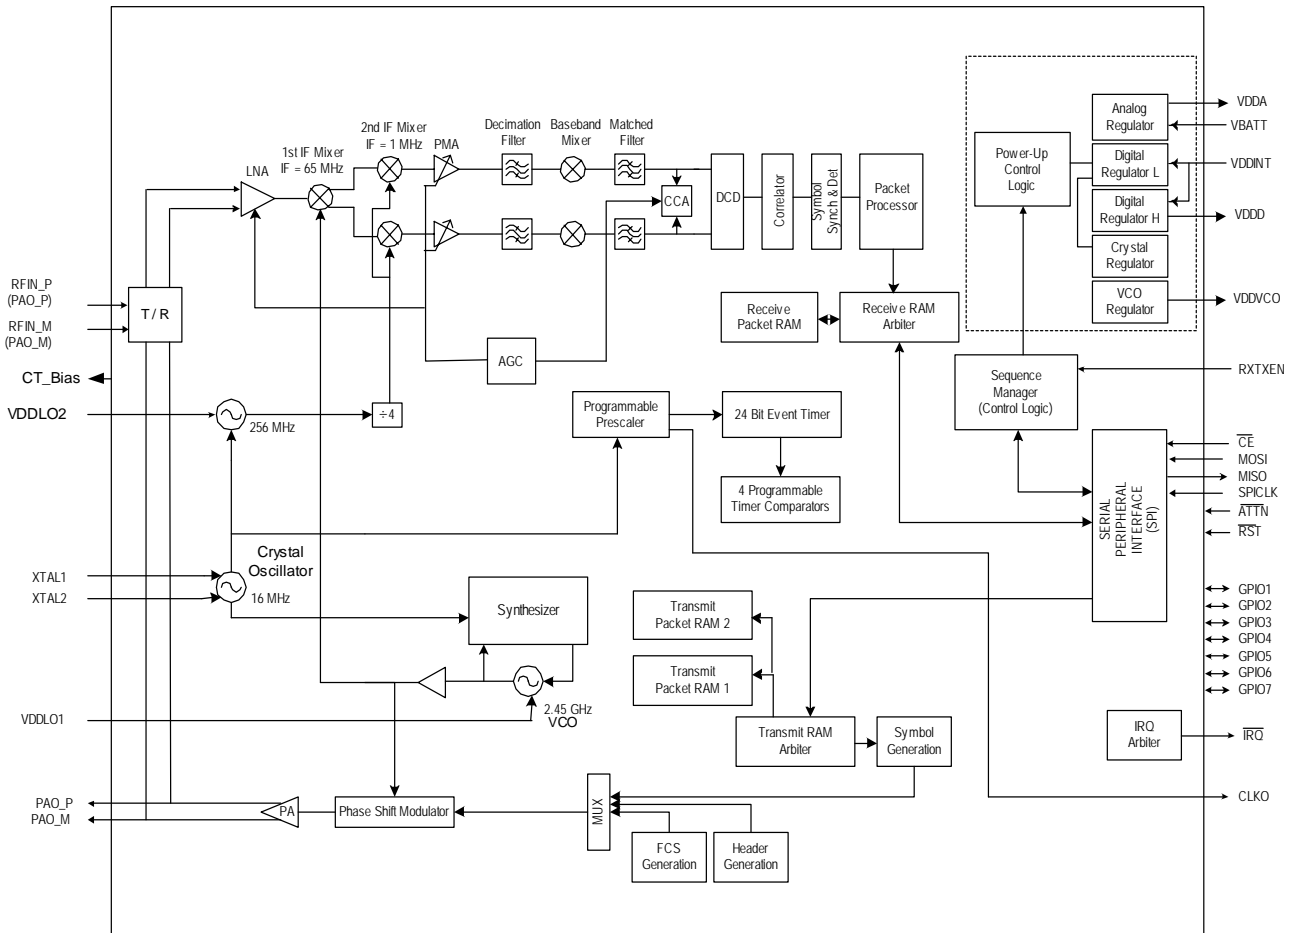 Analog
Regulator
VDDA
VBATT
2nd IF Mixer
IF = 1 MHz
PMA
Decimation
Filter
Baseband
Mixer
Matched
Filter
1st IF Mixer
IF = 65 MHz
LNA
Power-Up
Control
Logic
Digital
Regulator L
VDDINT
CCA
DCD
Correlator
Symbol
Synch & Det
Packet
Processor
Digital
Regulator H
VDDD
Crystal
Regulator
RFIN_P
(PAO_P)
T / R
RFIN_M
(PAO_M)
Receive
Packet RAM
Receive RAM
Arbiter
VCO
Regulator
VDDVCO
CT_Bias
AGC
Sequence
Manager
(Control Logic)
RXTXEN
VDDLO2
256 MHz
÷4
Programmable
Prescaler
24 Bit Event Timer
4 Programmable
Timer Comparators
SERIAL
PERIPHERAL
INTERFACE
(SPI)
CE
MOSI
MISO
SPICLK
ATTN
RST
Crystal
Oscillator
XTAL1
XTAL2
16 MHz
Synthesizer
Transmit
Packet RAM 2
Transmit
Packet RAM 1
GPIO1
GPIO2
GPIO3
GPIO4
GPIO5
GPIO6
GPIO7
2.45 GHz
VCO
VDDLO1
Transmit RAM
Arbiter
Symbol
Generation
IRQ
Arbiter
IRQ
PAO_P
PAO_M
PA
Phase Shift Modulator
MUX
CLKO
FCS
Generation
Header
Generation